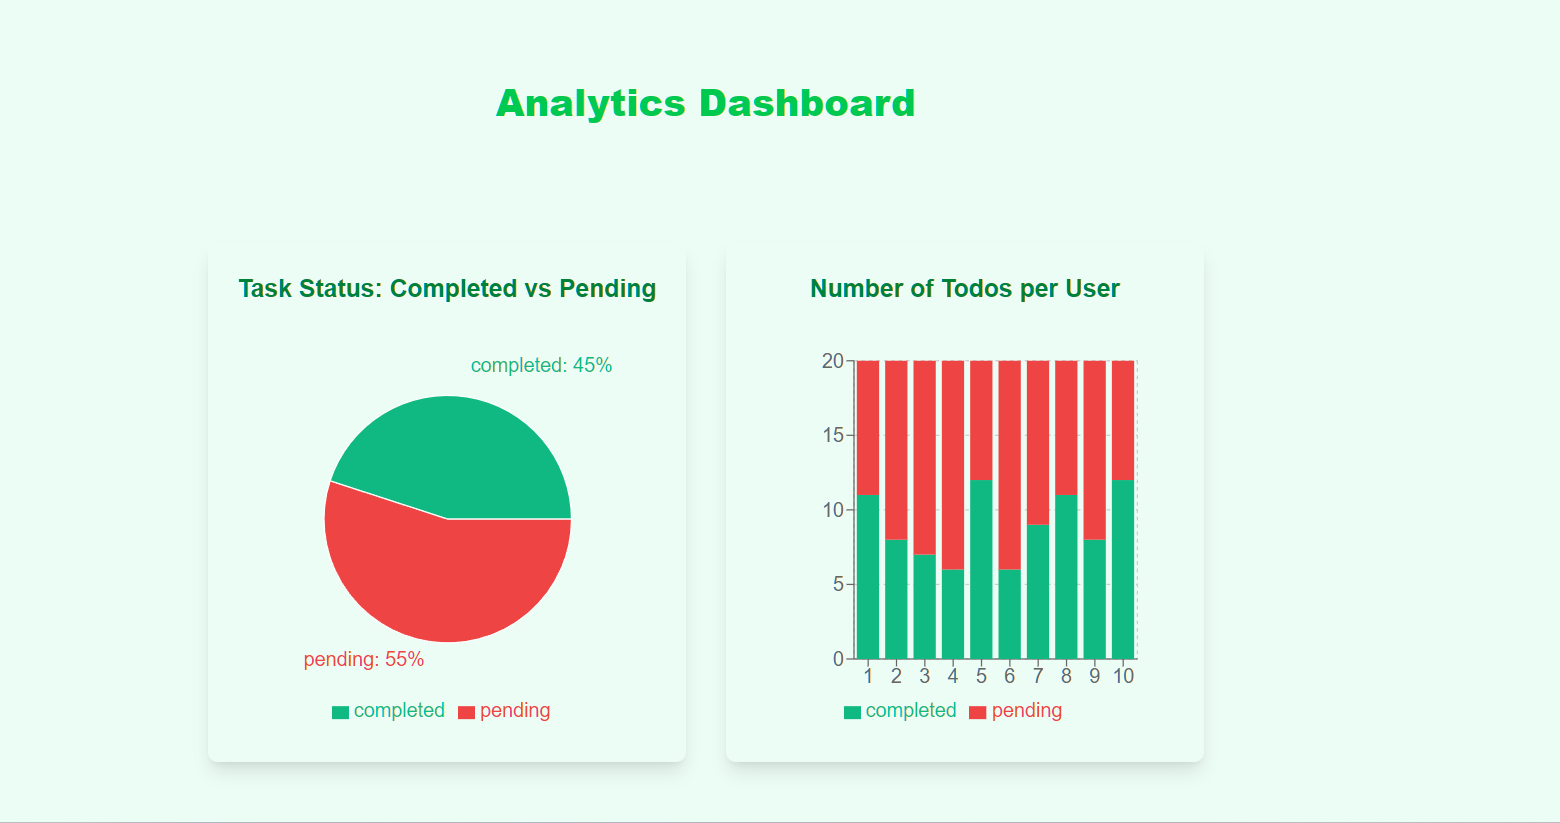 Analytics Dashboard
Task Status: Completed vs Pending
completed: 45%
pending: 55%
completed pending
Number of Todos per User
20
15
10
5
0
1 2 3 4 5 6 7 8 9 10
completed pending